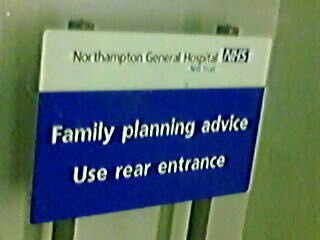 Northampton General Hospital NHS
NHS Trust
Family planning advice
Use rear entrance